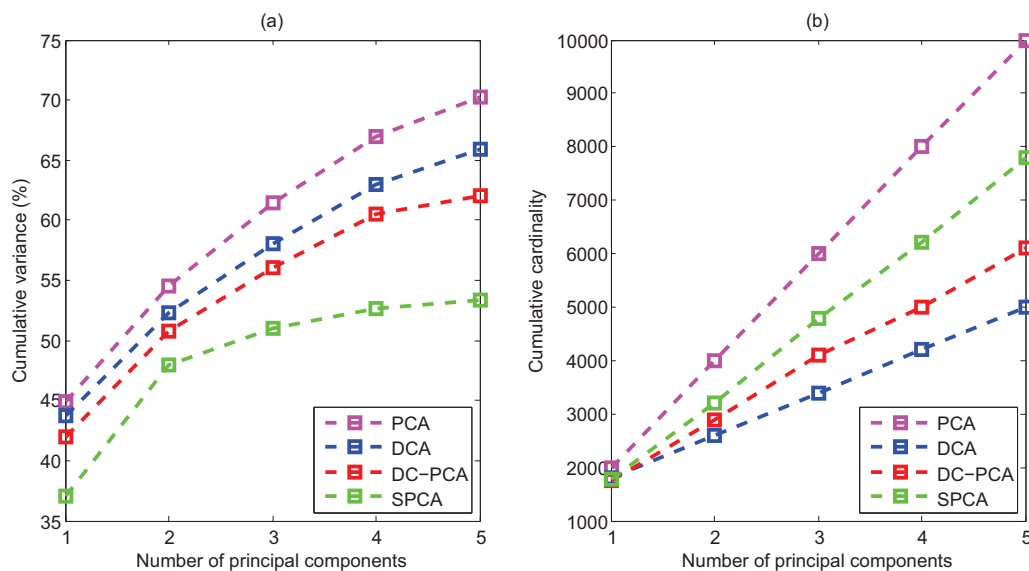 (a)
75
70
65
60
55
50
45
40
35
Cumulative variance (%)
PCA
DCA
DC−PCA
SPCA
1 2 3 4 5
Number of principal components
(b)
10000
9000
8000
7000
6000
5000
4000
3000
2000
1000
Cumulative cardinality
PCA
DCA
DC−PCA
SPCA
1 2 3 4 5
Number of principal components